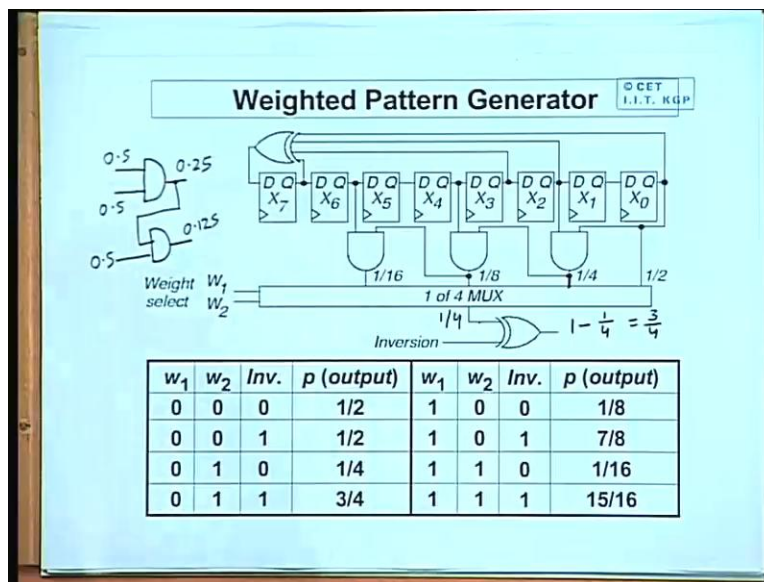 Weighted Pattern Generator
© CET
I.I.T. KGP
0.5
0.25
0.5
0.125
0.5
D Q D Q D Q D Q D Q D Q D Q D Q
X7 X6 X5 X4 X3 X2 X1 X0
1/16 1/8 1/4 1/2
Weight W1
select W2
1 of 4 MUX
1/4
1 - 1/4 = 3/4
Inversion
w1 w2 Inv. p (output) w1 w2 Inv. p (output)
0 0 0 1/2 1 0 0 1/8
0 0 1 1/2 1 0 1 7/8
0 1 0 1/4 1 1 0 1/16
0 1 1 3/4 1 1 1 15/16